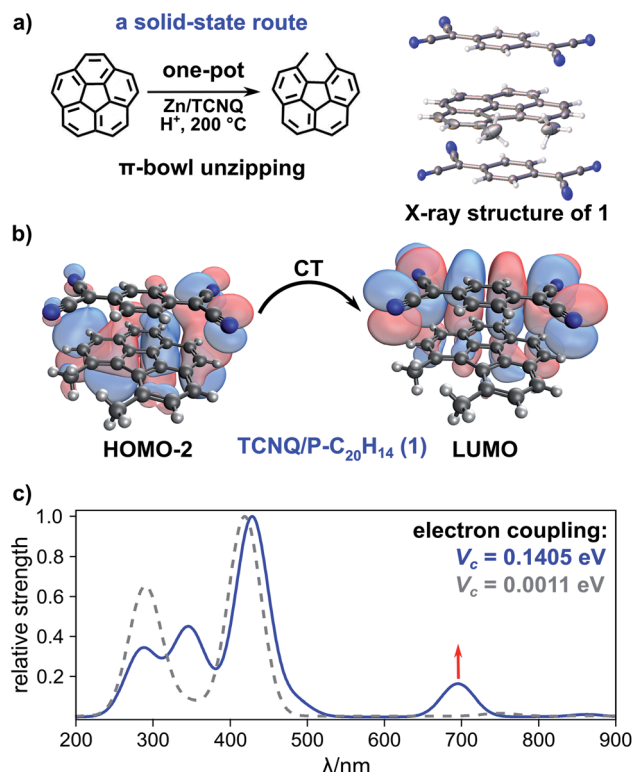 a)
a solid-state route
one-pot
Zn/TCNQ
H⁺, 200 °C
π-bowl unzipping
X-ray structure of 1
b)
CT
HOMO-2
TCNQ/P-C₂₀H₁₄ (1)
LUMO
c)
electron coupling:
V꜀ = 0.1405 eV
V꜀ = 0.0011 eV
relative strength
1.0
0.8
0.6
0.4
0.2
200 300 400 500 600 700 800 900
λ/nm